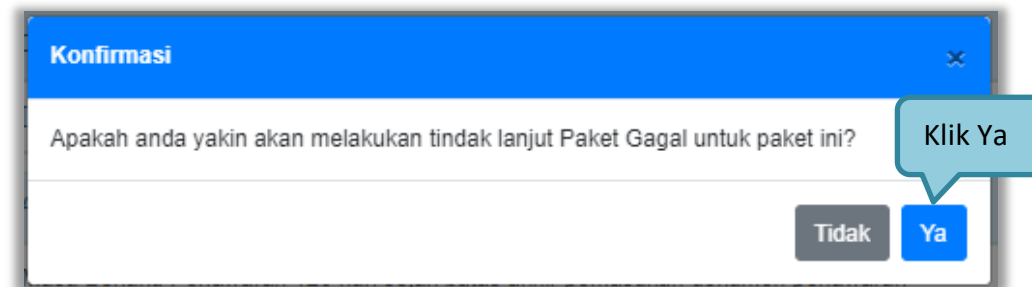 Konfirmasi
×
Apakah anda yakin akan melakukan tindak lanjut Paket Gagal untuk paket ini?
Klik Ya
Tidak
Ya